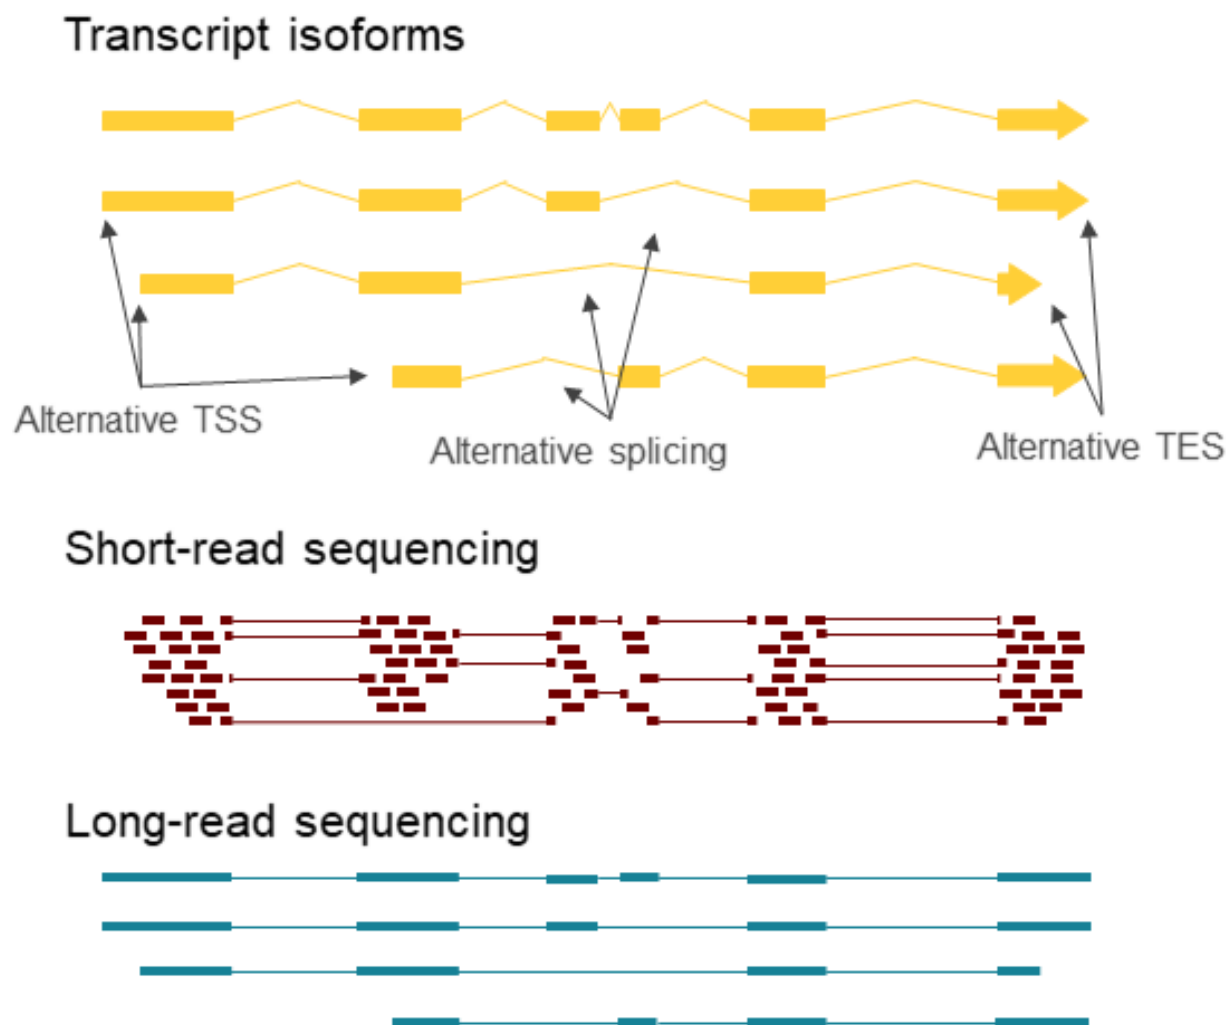 Transcript isoforms
Alternative TSS
Alternative splicing
Alternative TES
Short-read sequencing
Long-read sequencing